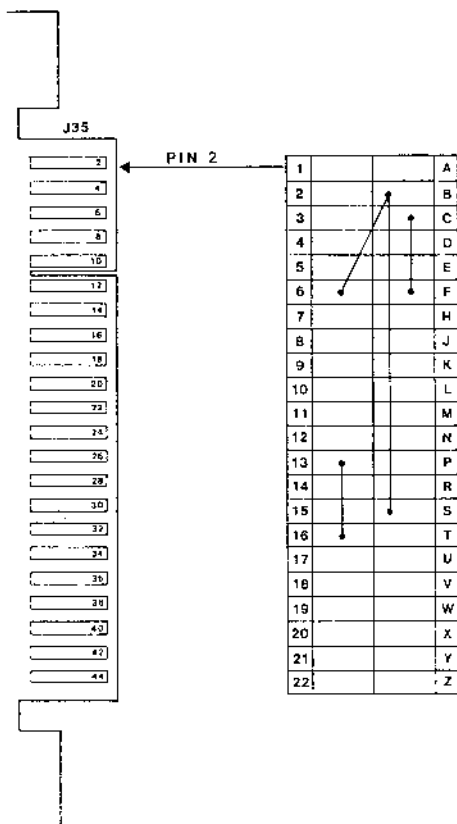 J35
PIN 2
2
4
6
8
10
12
14
16
18
20
22
24
26
28
30
32
34
36
38
40
42
44
1 A
2 B
3 C
4 D
5 E
6 F
7 H
8 J
9 K
10 L
11 M
12 N
13 P
14 R
15 S
16 T
17 U
18 V
19 W
20 X
21 Y
22 Z